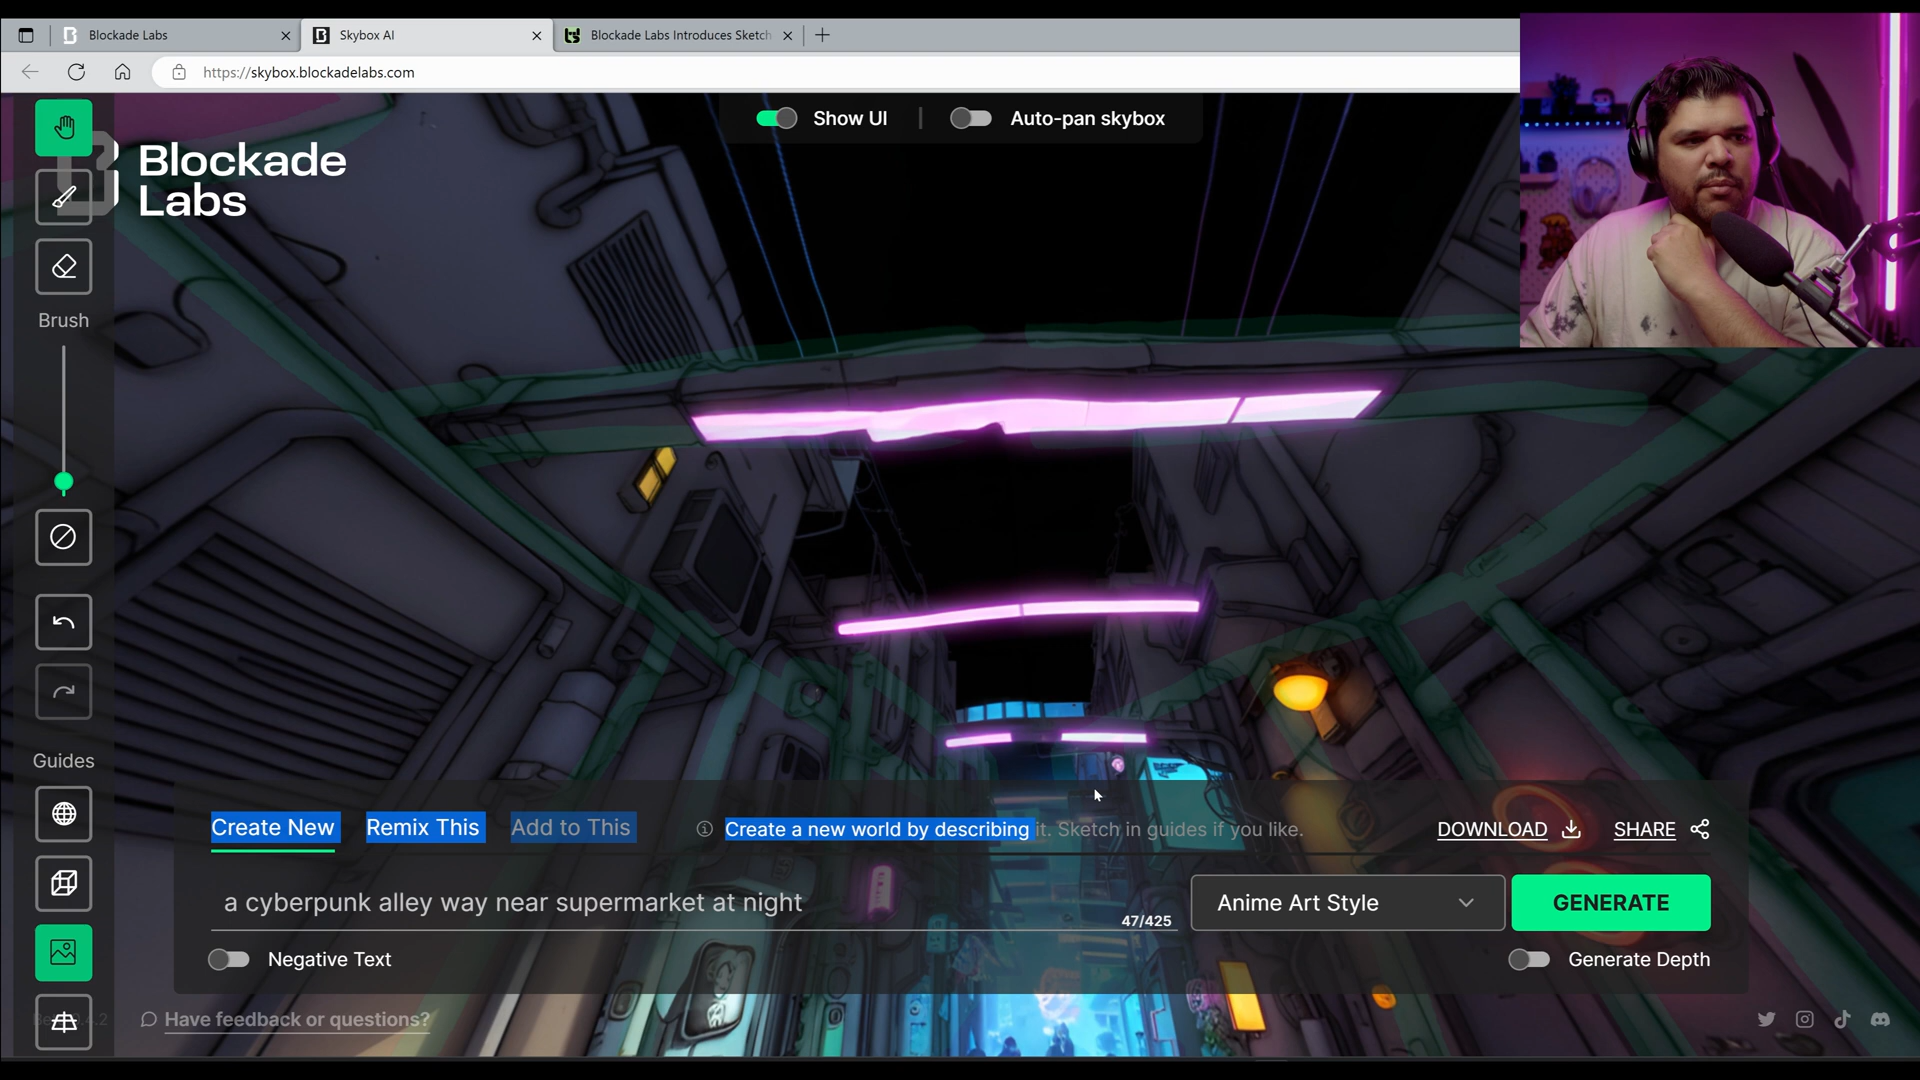 Blockade Labs
Skybox AI
Blockade Labs Introduces Sketch
https://skybox.blockadelabs.com
Show UI
Auto-pan skybox
Blockade
Labs
Brush
Guides
Create New
Remix This
Add to This
Create a new world by describing it. Sketch in guides if you like.
DOWNLOAD
SHARE
a cyberpunk alley way near supermarket at night
47/425
Anime Art Style
GENERATE
Negative Text
Generate Depth
Have feedback or questions?